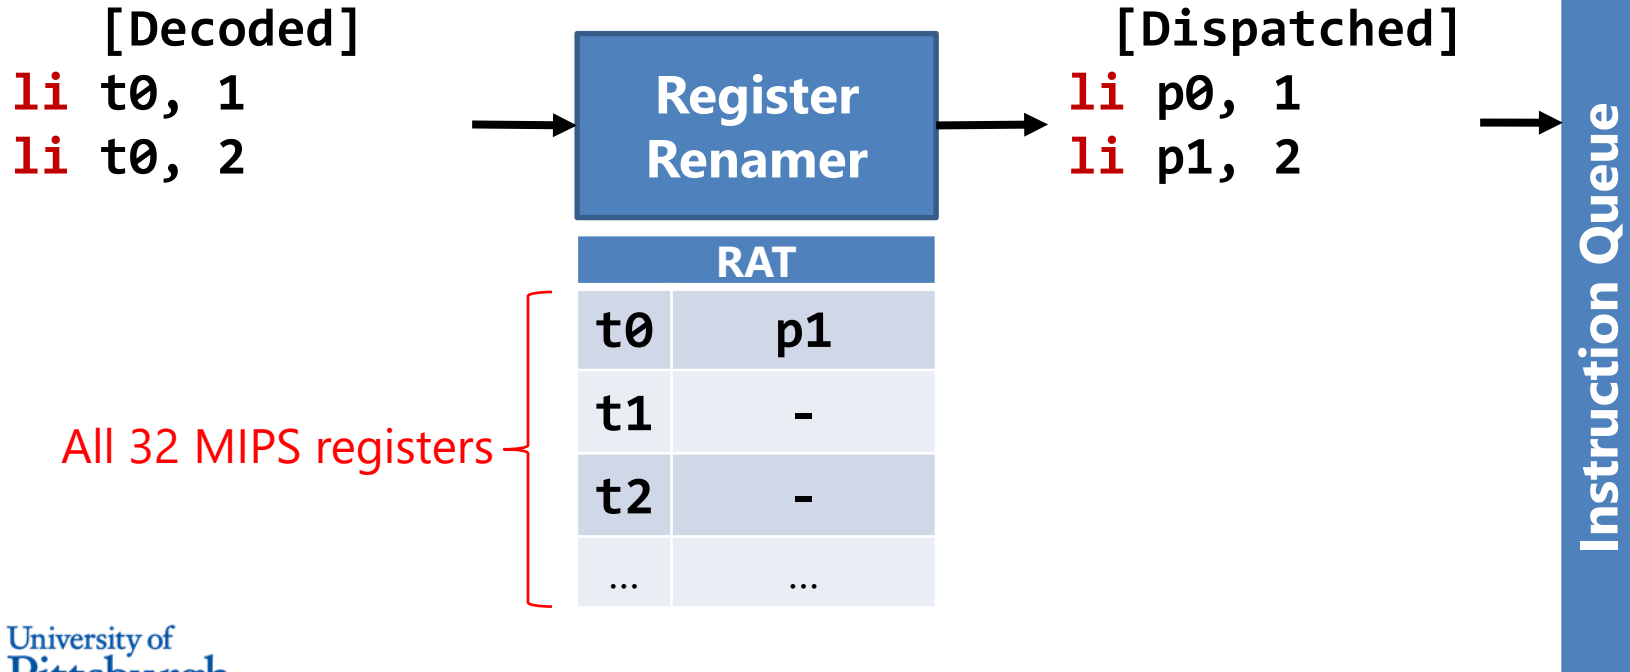 [Decoded]
li t0, 1
li t0, 2
Register
Renamer
[Dispatched]
li p0, 1
li p1, 2
Instruction Queue
RAT
t0 p1
t1 -
t2 -
... ...
All 32 MIPS registers
University of
Pittsburgh